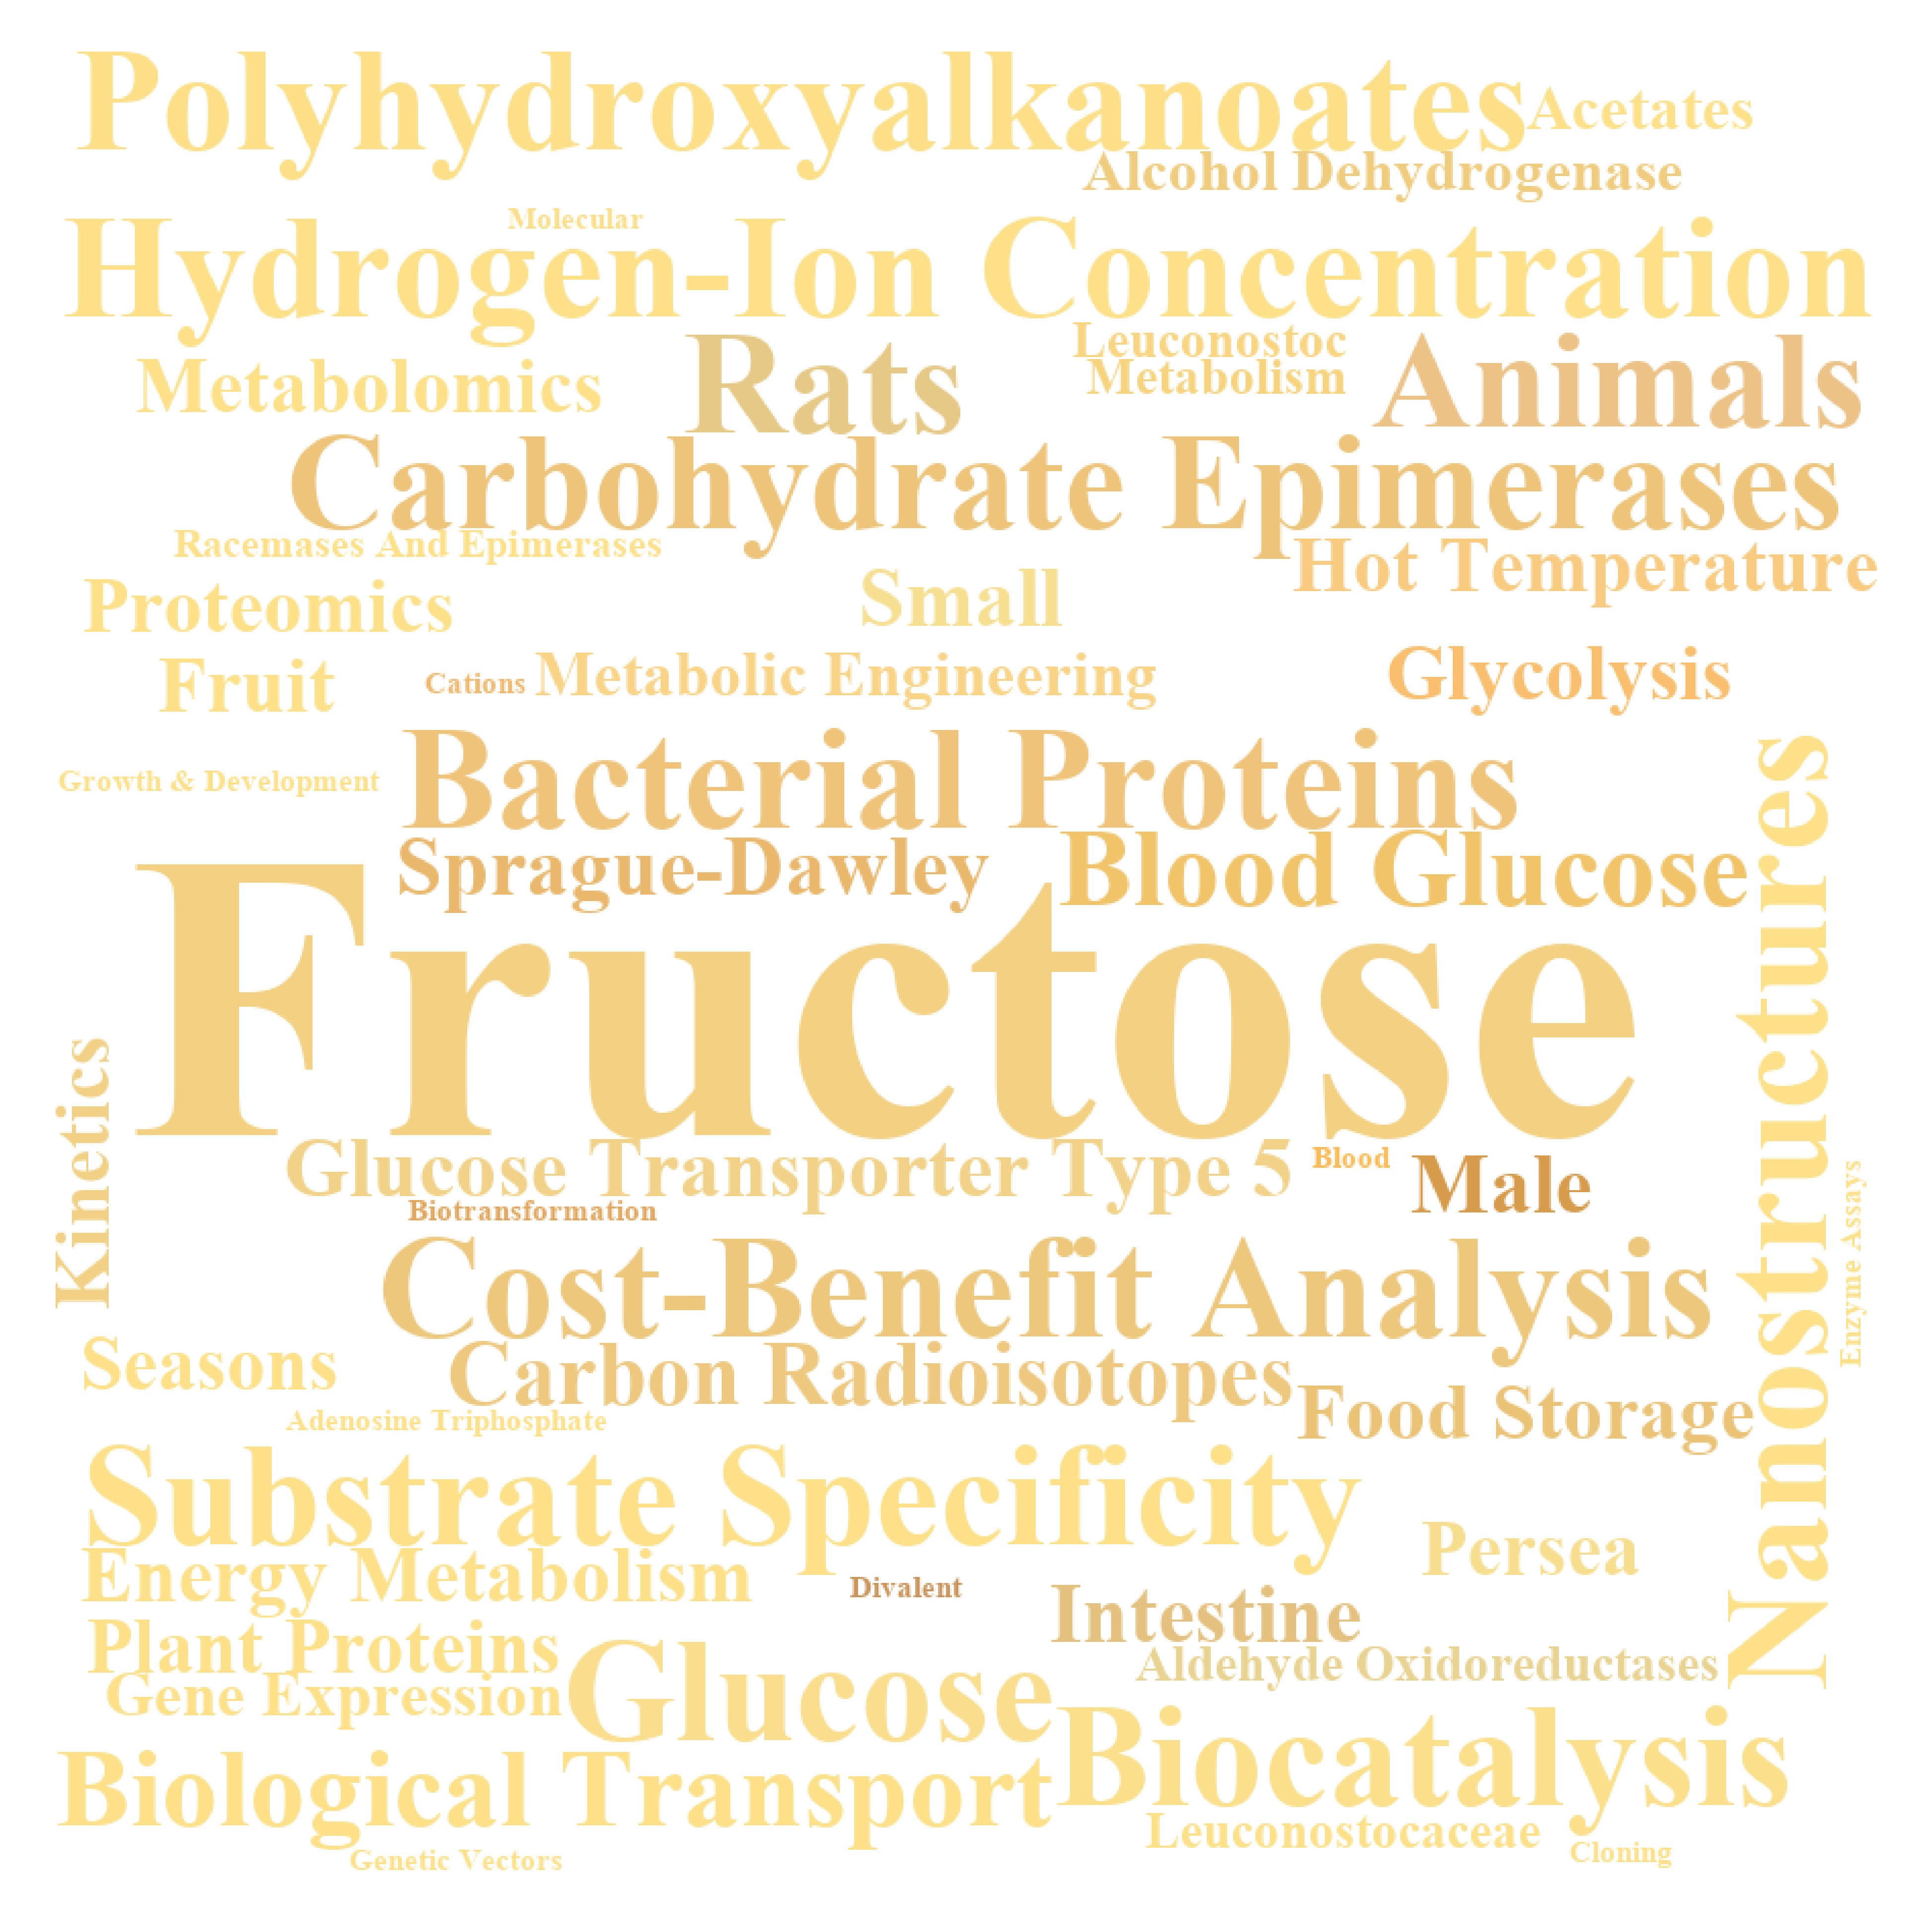 Polyhydroxyalkanoates
Acetates
Alcohol Dehydrogenase
Molecular
Hydrogen-Ion Concentration
Leuconostoc
Metabolomics
Rats
Metabolism
Animals
Carbohydrate Epimerases
Racemases And Epimerases
Hot Temperature
Proteomics
Small
Fruit
Cations
Metabolic Engineering
Glycolysis
Growth & Development
Bacterial Proteins
Sprague-Dawley
Blood Glucose
Fructose
Nanostructures
Kinetics
Glucose Transporter Type 5
Blood
Male
Biotransformation
Enzyme Assays
Cost-Benefit Analysis
Seasons
Carbon Radioisotopes
Food Storage
Adenosine Triphosphate
Substrate Specificity
Persea
Energy Metabolism
Divalent
Intestine
Plant Proteins
Aldehyde Oxidoreductases
Gene Expression
Glucose
Biocatalysis
Biological Transport
Leuconostocaceae
Genetic Vectors
Cloning